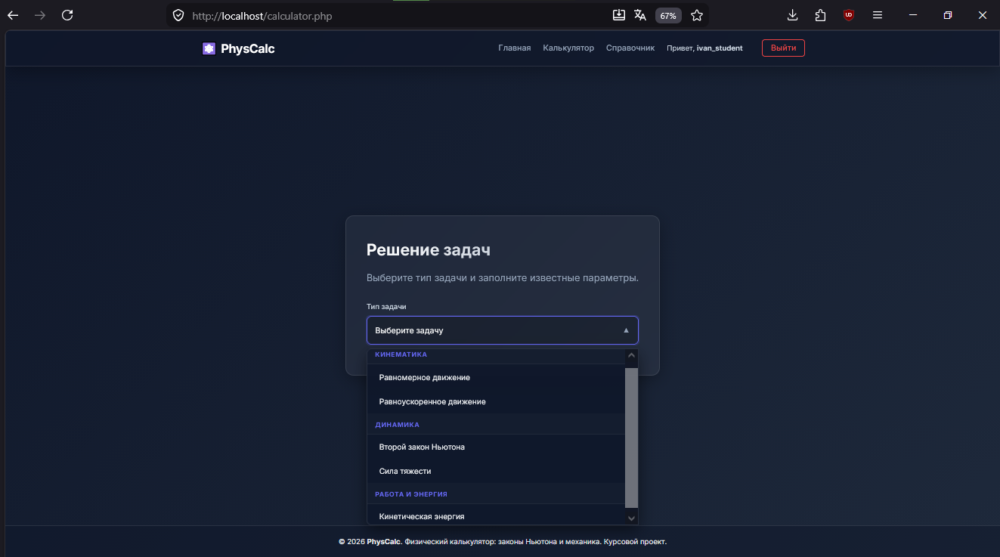 http://localhost/calculator.php
67%
PhysCalc
Главная Калькулятор Справочник Привет, ivan_student Выйти
Решение задач
Выберите тип задачи и заполните известные параметры.
Тип задачи
Выберите задачу
КИНЕМАТИКА
Равномерное движение
Равноускоренное движение
ДИНАМИКА
Второй закон Ньютона
Сила тяжести
РАБОТА И ЭНЕРГИЯ
Кинетическая энергия
© 2026 PhysCalc. Физический калькулятор: законы Ньютона и механика. Курсовой проект.